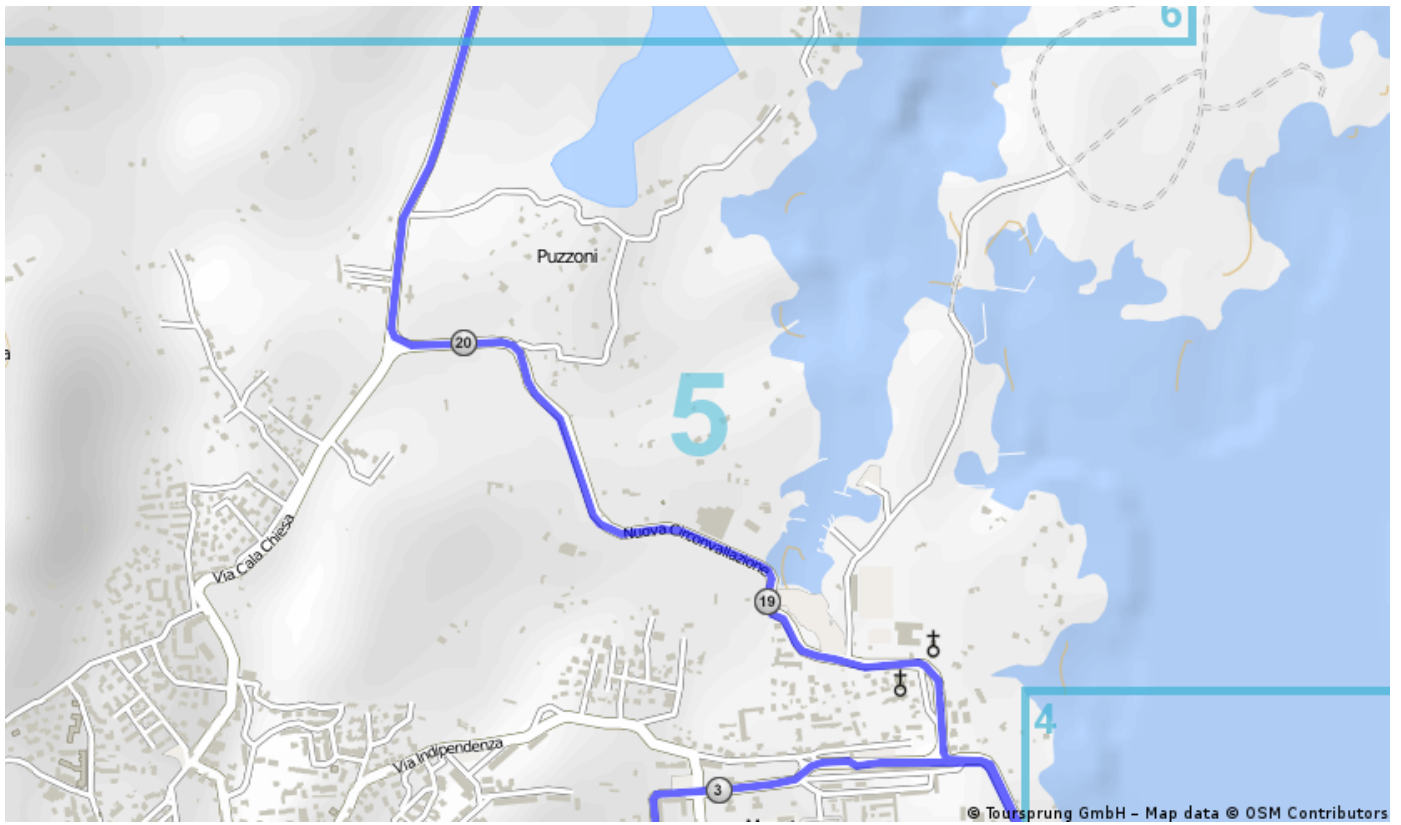 6
Puzzoni
20
5
Nuova Circonvallazione
Via Cala Chiesa
19
4
Via Indipendenza
3
© Toursprung GmbH – Map data © OSM Contributors